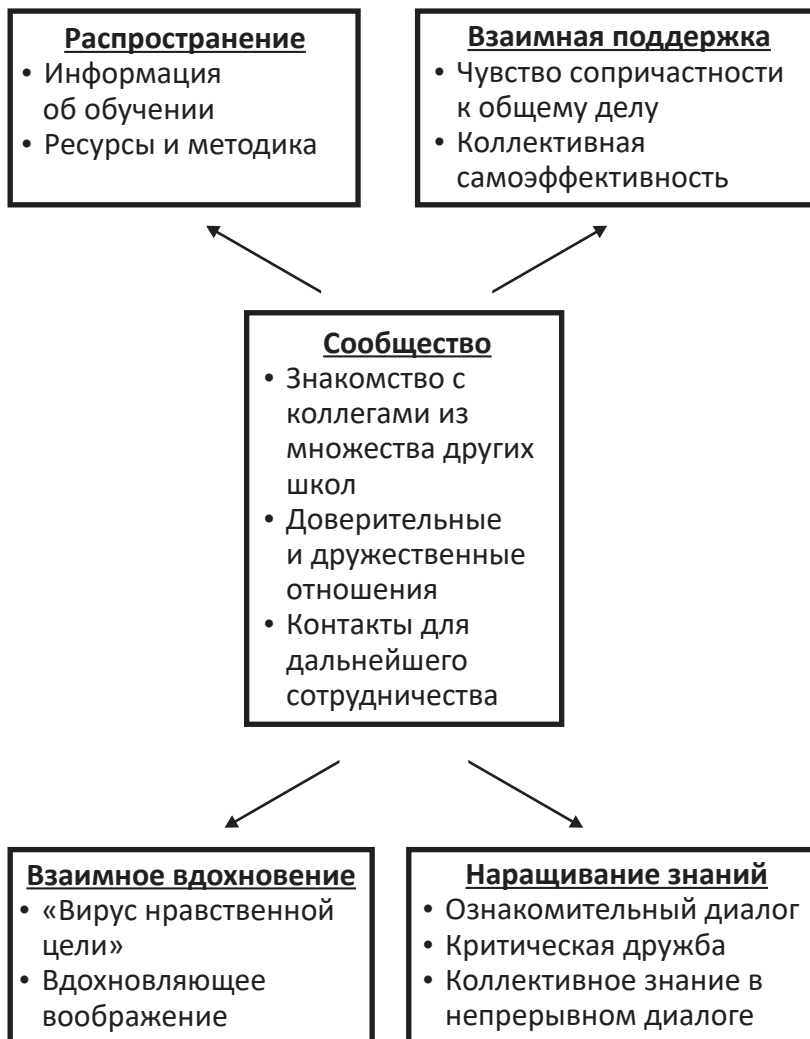 Распространение
• Информация
об обучении
• Ресурсы и методика
Взаимная поддержка
• Чувство сопричастности
к общему делу
• Коллективная
самоэффективность
Сообщество
• Знакомство с
коллегами из
множества других
школ
• Доверительные
и дружественные
отношения
• Контакты для
дальнейшего
сотрудничества
Взаимное вдохновение
• «Вирус нравственной
цели»
• Вдохновляющее
воображение
Наращивание знаний
• Ознакомительный диалог
• Критическая дружба
• Коллективное знание в
непрерывном диалоге